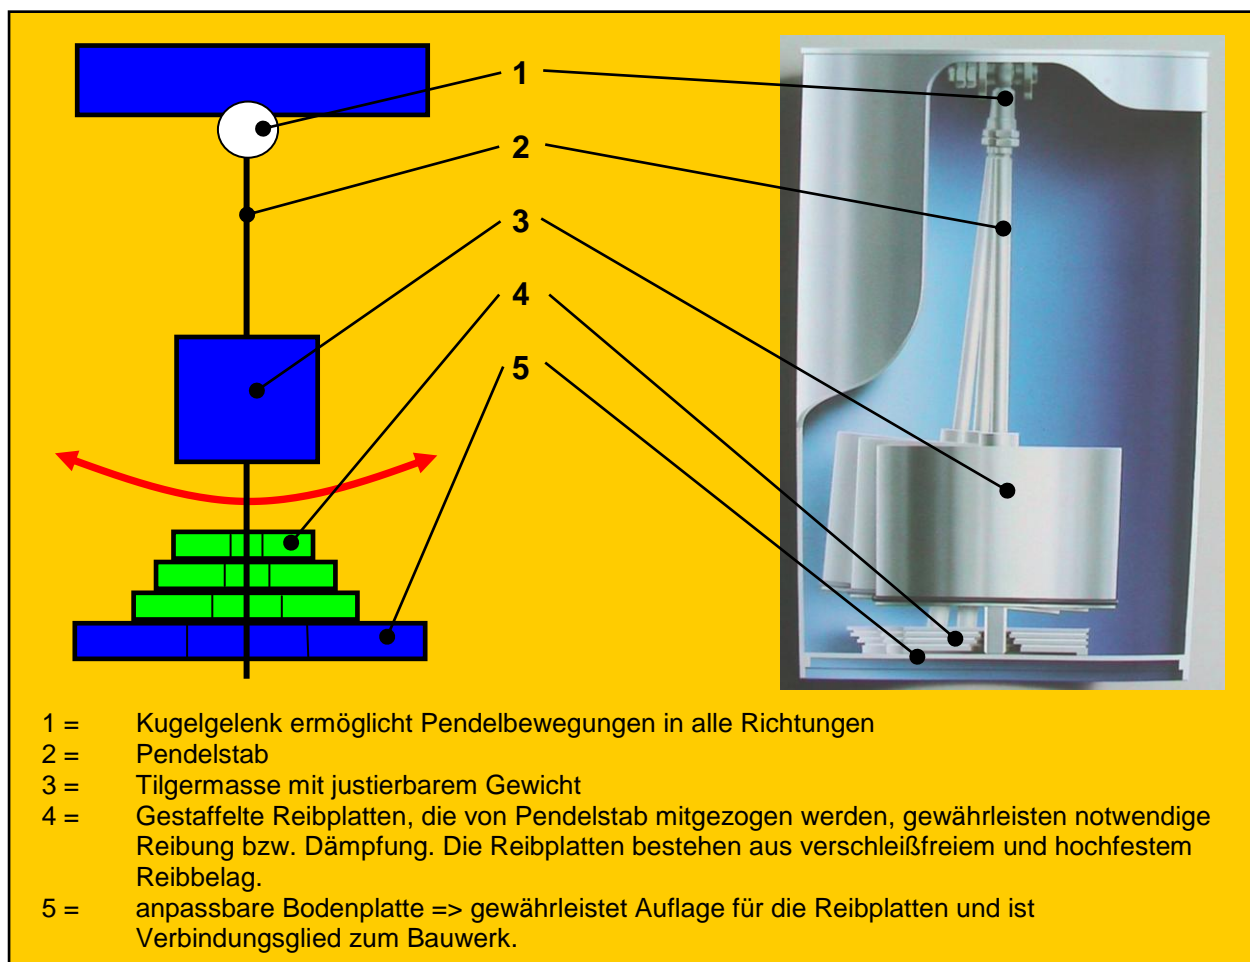 1
2
3
4
5
1 = Kugelgelenk ermöglicht Pendelbewegungen in alle Richtungen
2 = Pendelstab
3 = Tilgermasse mit justierbarem Gewicht
4 = Gestaffelte Reibplatten, die von Pendelstab mitgezogen werden, gewährleisten notwendige
Reibung bzw. Dämpfung. Die Reibplatten bestehen aus verschleißfreiem und hochfestem
Reibbelag.
5 = anpassbare Bodenplatte => gewährleistet Auflage für die Reibplatten und ist
Verbindungsglied zum Bauwerk.